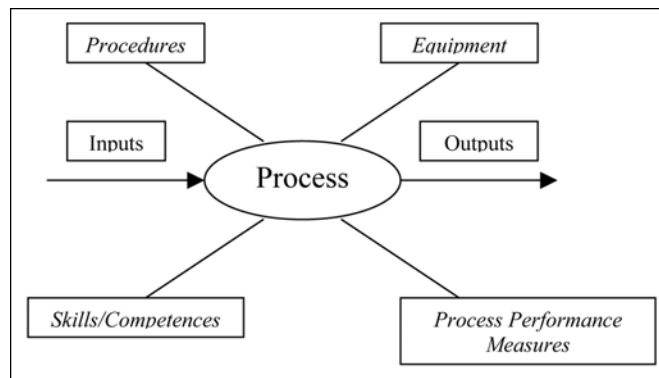 Procedures
Equipment
Inputs
Outputs
Process
Skills/Competences
Process Performance
Measures